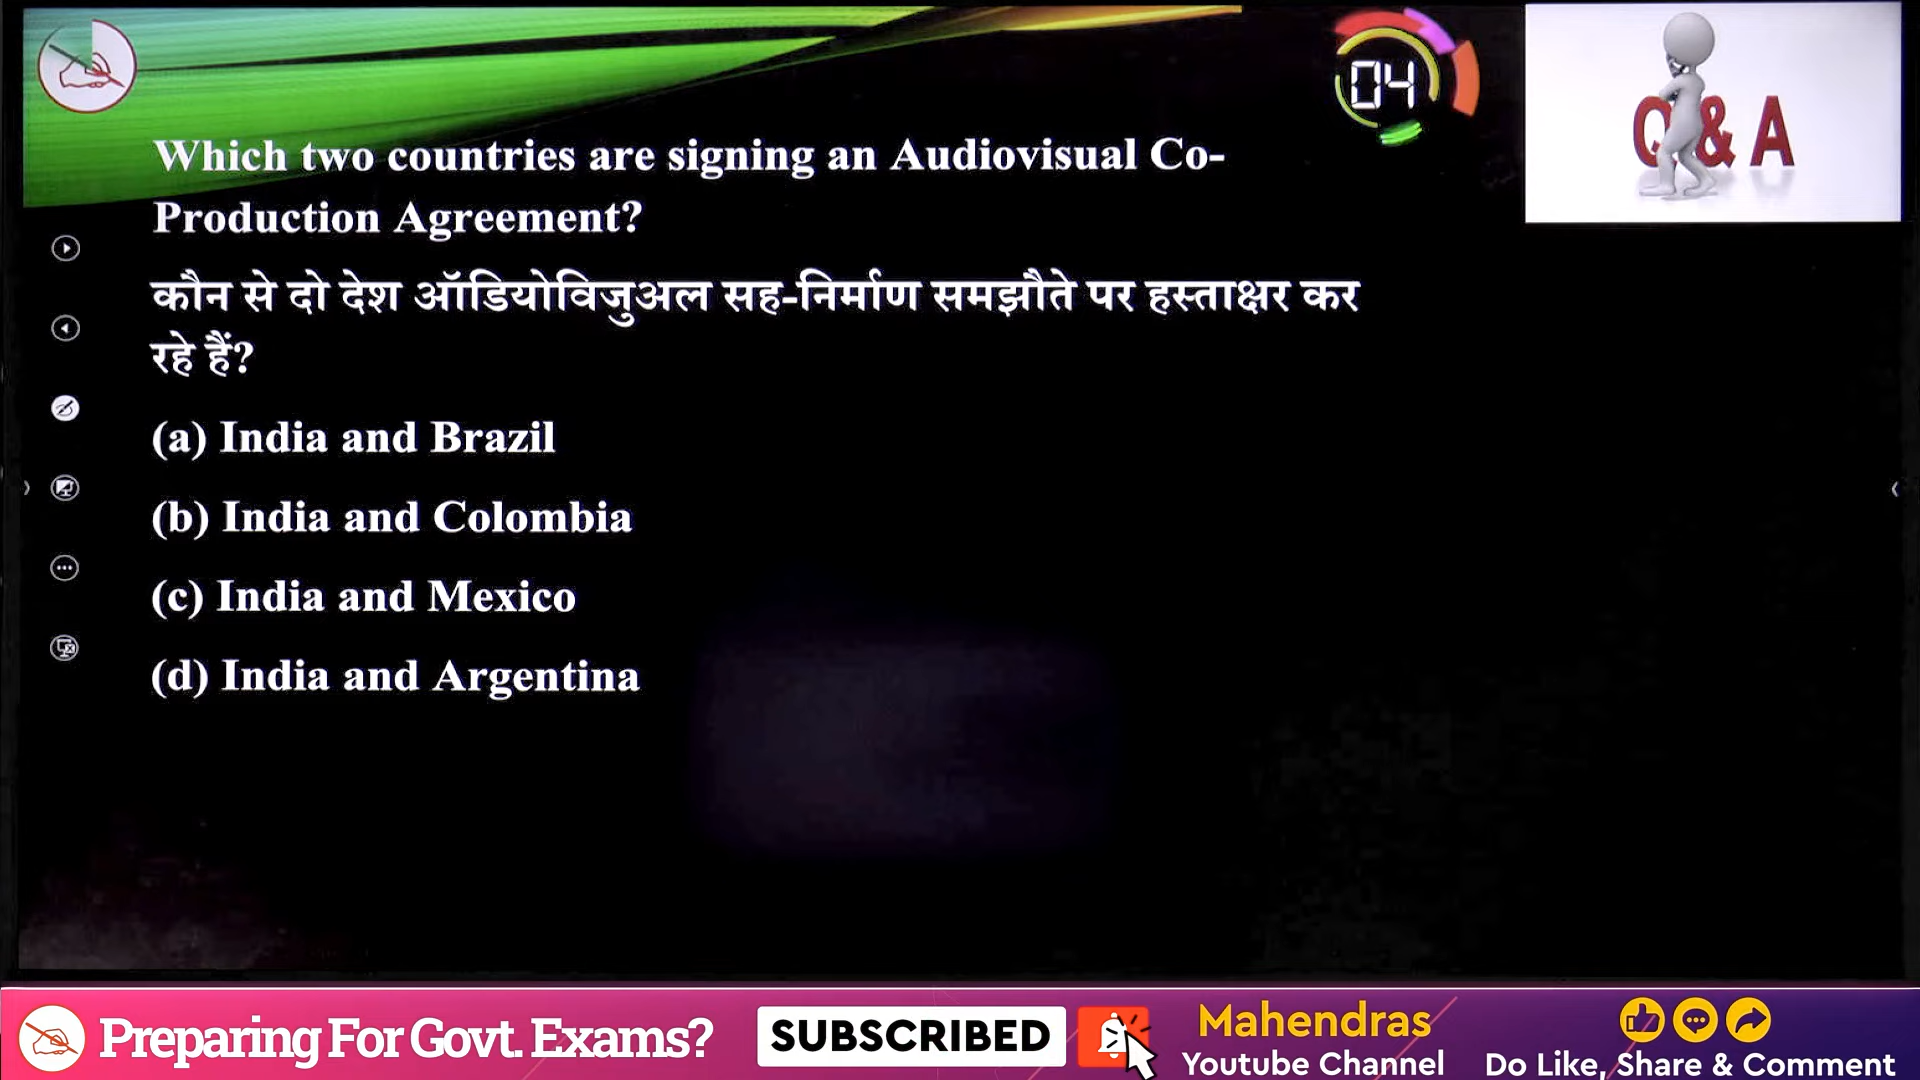 04
Q & A
Which two countries are signing an Audiovisual Co-
Production Agreement?
कौन से दो देश ऑडियोविजुअल सह-निर्माण समझौते पर हस्ताक्षर कर
रहे हैं?
(a) India and Brazil
(b) India and Colombia
(c) India and Mexico
(d) India and Argentina
Preparing For Govt. Exams?
SUBSCRIBED
Mahendras
Youtube Channel
Do Like, Share & Comment